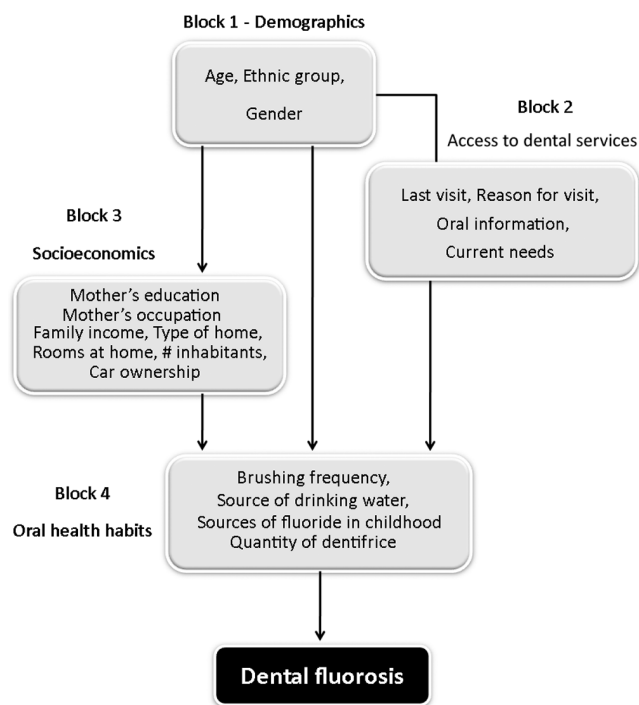 Block 1 - Demographics
Age, Ethnic group,
Gender
Block 2
Access to dental services
Last visit, Reason for visit,
Oral information,
Current needs
Block 3
Socioeconomics
Mother’s education
Mother’s occupation
Family income, Type of home,
Rooms at home, # inhabitants,
Car ownership
Block 4
Oral health habits
Brushing frequency,
Source of drinking water,
Sources of fluoride in childhood
Quantity of dentifrice
Dental fluorosis